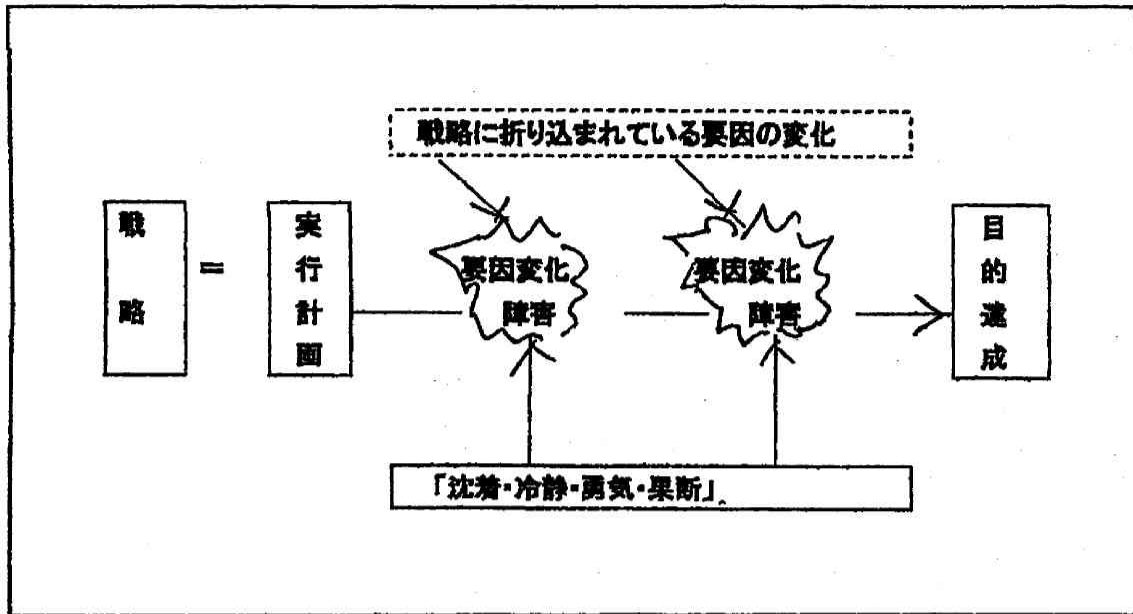 戦略に折り込まれている要因の変化
戦略
＝
実行計画
要因変化
障害
要因変化
障害
目的達成
「沈着・冷静・勇気・果断」